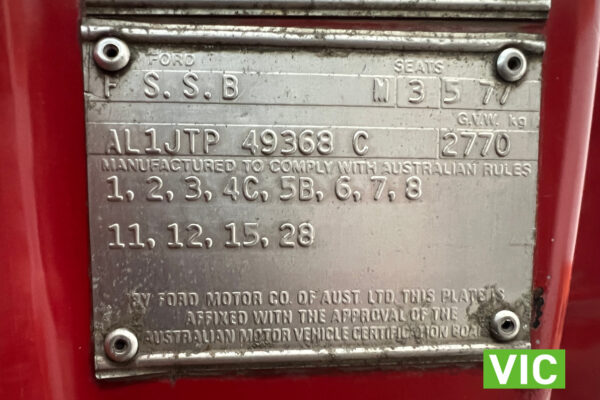 FORD SEATS
F S.S.B M 3 5 77
G.V.W. kg
AL1JTP 49368 C 2770
MANUFACTURED TO COMPLY WITH AUSTRALIAN RULES
1, 2, 3, 4C, 5B, 6, 7, 8
11, 12, 15, 28
BY FORD MOTOR CO. OF AUST. LTD. THIS PLATE IS
AFFIXED WITH THE APPROVAL OF THE
AUSTRALIAN MOTOR VEHICLE CERTIFICATION BOARD
VIC